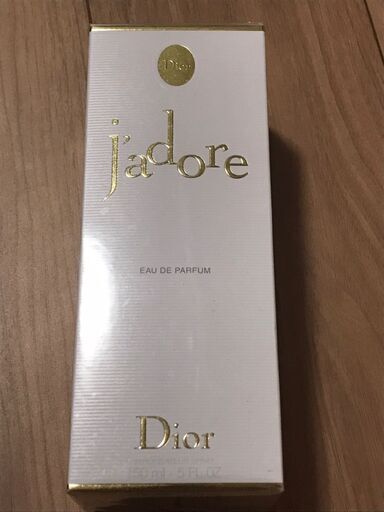 Dior
j'adore
EAU DE PARFUM
Dior
150 ml - 5 FL.OZ